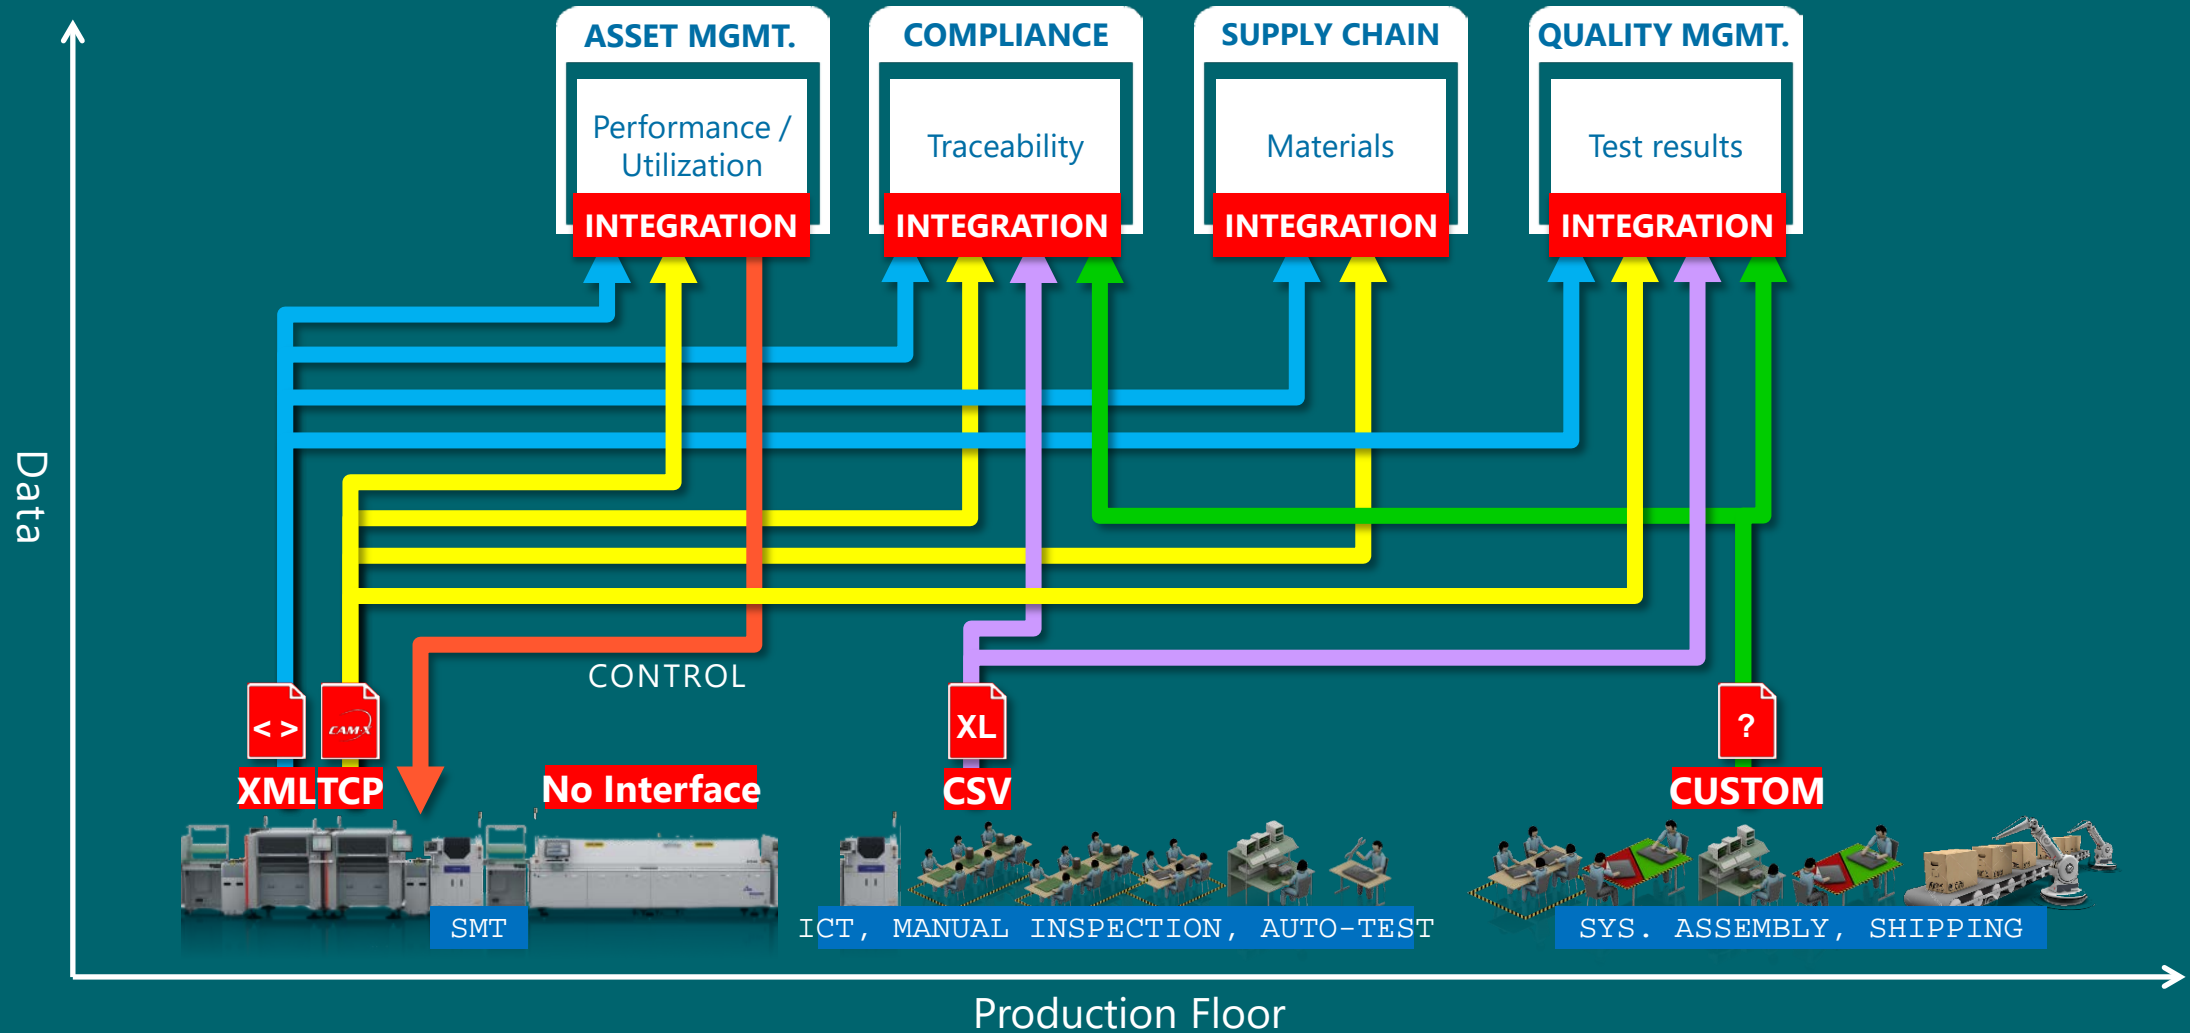 ASSET MGMT.
COMPLIANCE
SUPPLY CHAIN
QUALITY MGMT.
Performance /
Utilization
Traceability
Materials
Test results
INTEGRATION
INTEGRATION
INTEGRATION
INTEGRATION
Data
CONTROL
< >
CAM-X
XL
?
XML
TCP
No Interface
CSV
CUSTOM
SMT
ICT, MANUAL INSPECTION, AUTO-TEST
SYS. ASSEMBLY, SHIPPING
Production Floor